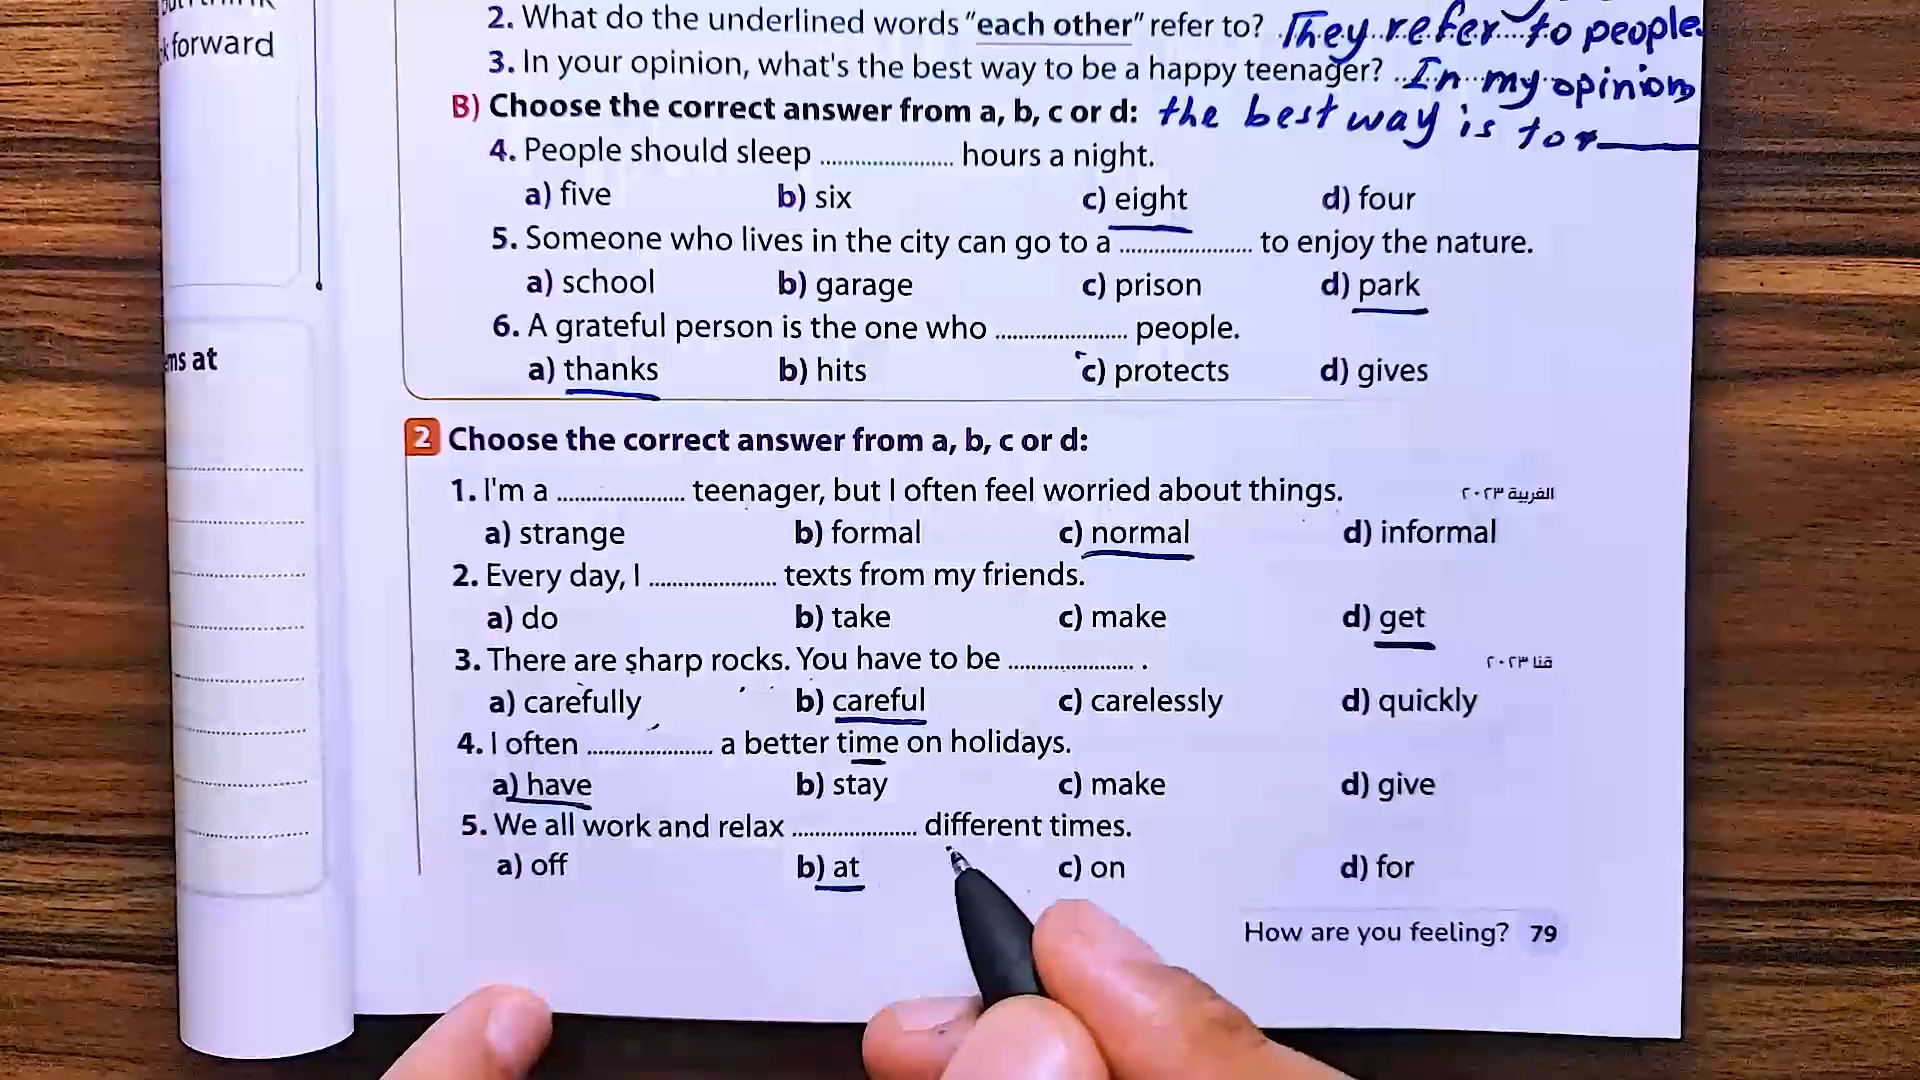 forward
2. What do the underlined words “each other” refer to? They refer to people.
3. In your opinion, what's the best way to be a happy teenager? In my opinion
B) Choose the correct answer from a, b, c or d: the best way is to
4. People should sleep ...................... hours a night.
a) five b) six c) eight d) four
5. Someone who lives in the city can go to a ...................... to enjoy the nature.
a) school b) garage c) prison d) park
6. A grateful person is the one who ...................... people.
ms at
a) thanks b) hits c) protects d) gives
2 Choose the correct answer from a, b, c or d:
1. I'm a ...................... teenager, but I often feel worried about things. الغربية ٢٠٢٣
a) strange b) formal c) normal d) informal
2. Every day, I ...................... texts from my friends.
a) do b) take c) make d) get
3. There are sharp rocks. You have to be ...................... . قنا ٢٠٢٣
a) carefully b) careful c) carelessly d) quickly
4. I often ...................... a better time on holidays.
a) have b) stay c) make d) give
5. We all work and relax ...................... different times.
a) off b) at c) on d) for
How are you feeling? 79